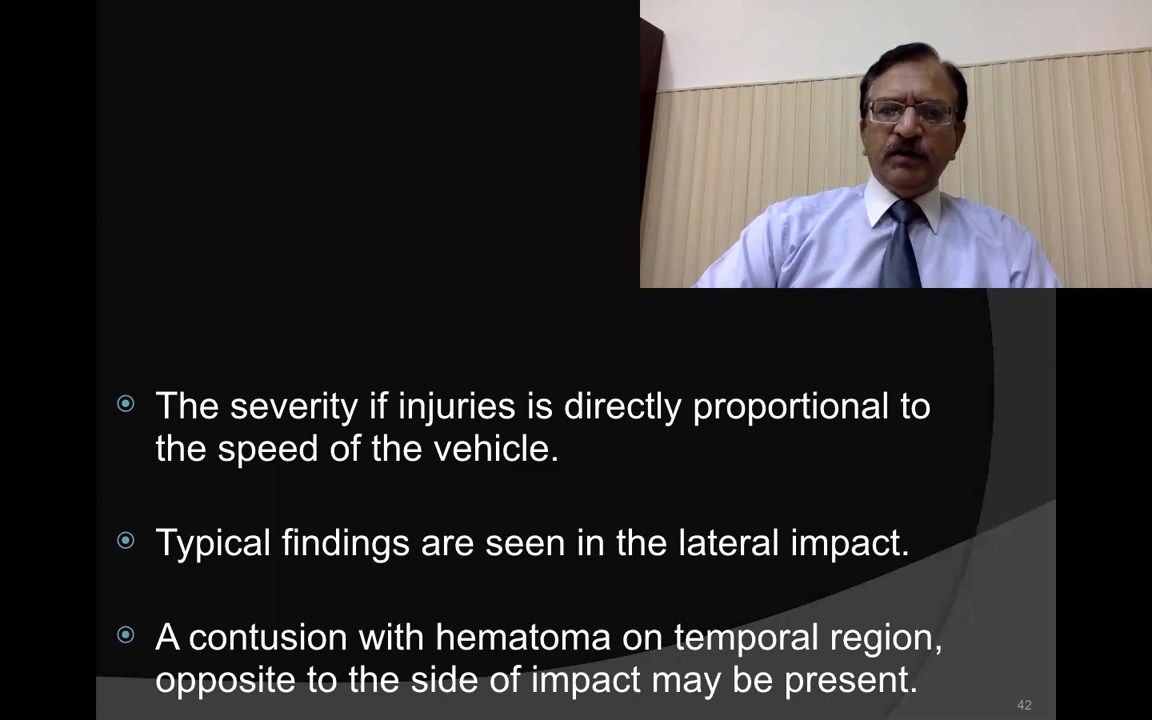 The severity if injuries is directly proportional to
the speed of the vehicle.
Typical findings are seen in the lateral impact.
A contusion with hematoma on temporal region,
opposite to the side of impact may be present.
42